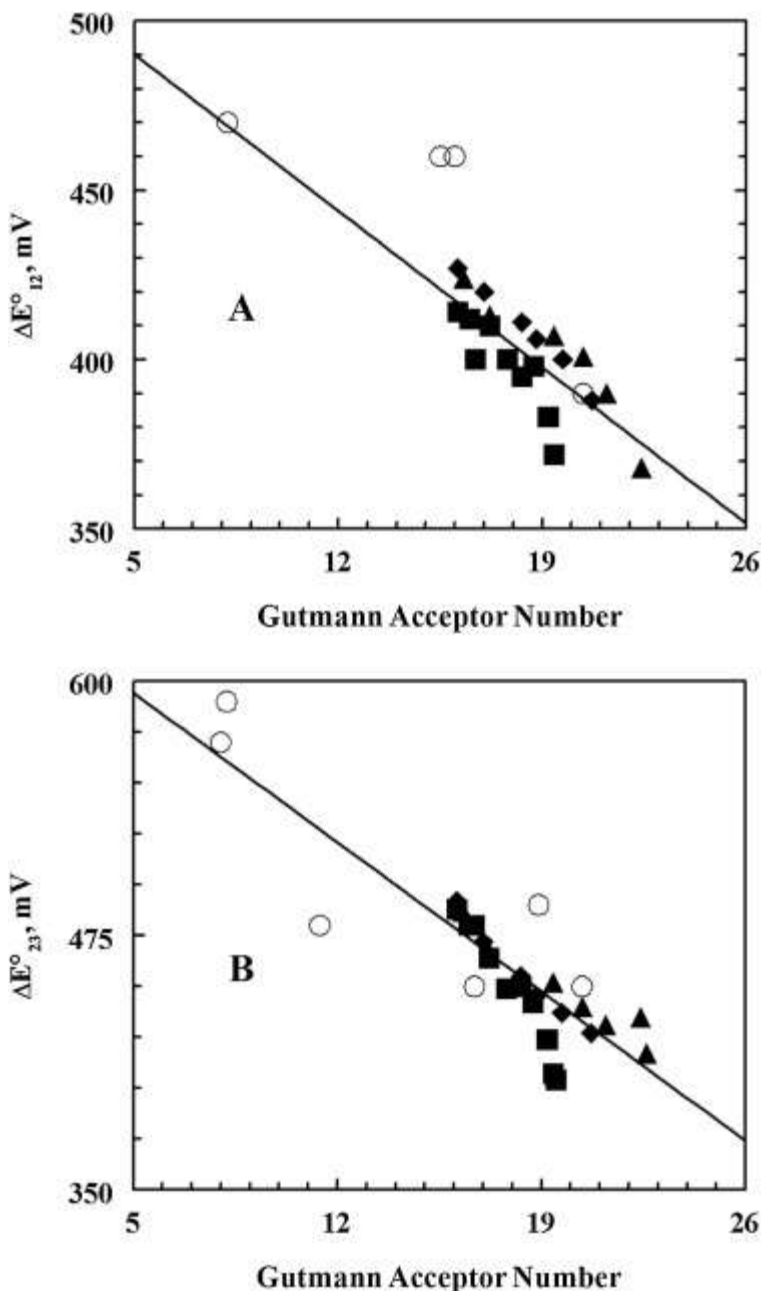 500
450
400
350
ΔE°₁₂, mV
A
5 12 19 26
Gutmann Acceptor Number
600
475
350
ΔE°₂₃, mV
B
5 12 19 26
Gutmann Acceptor Number